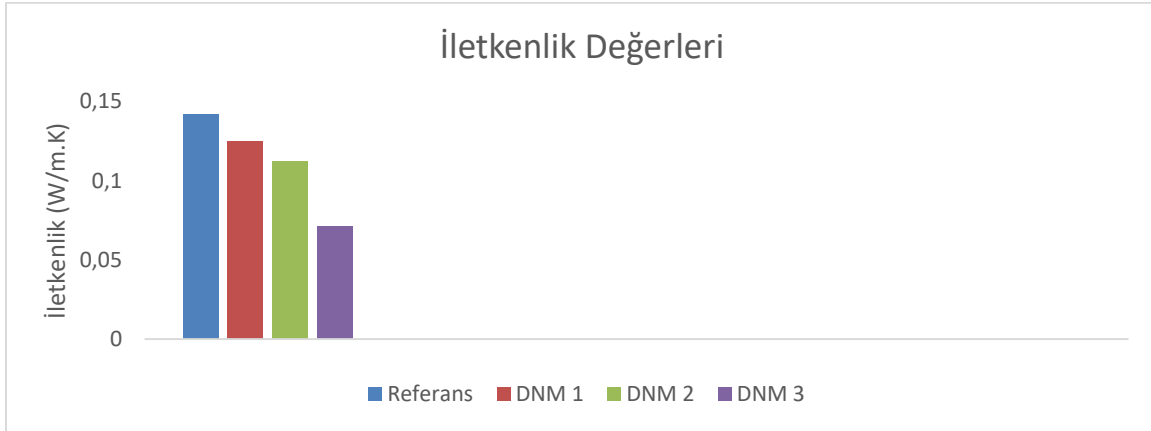 İletkenlik Değerleri
İletkenlik (W/m.K)
0,15
0,1
0,05
0
Referans DNM 1 DNM 2 DNM 3